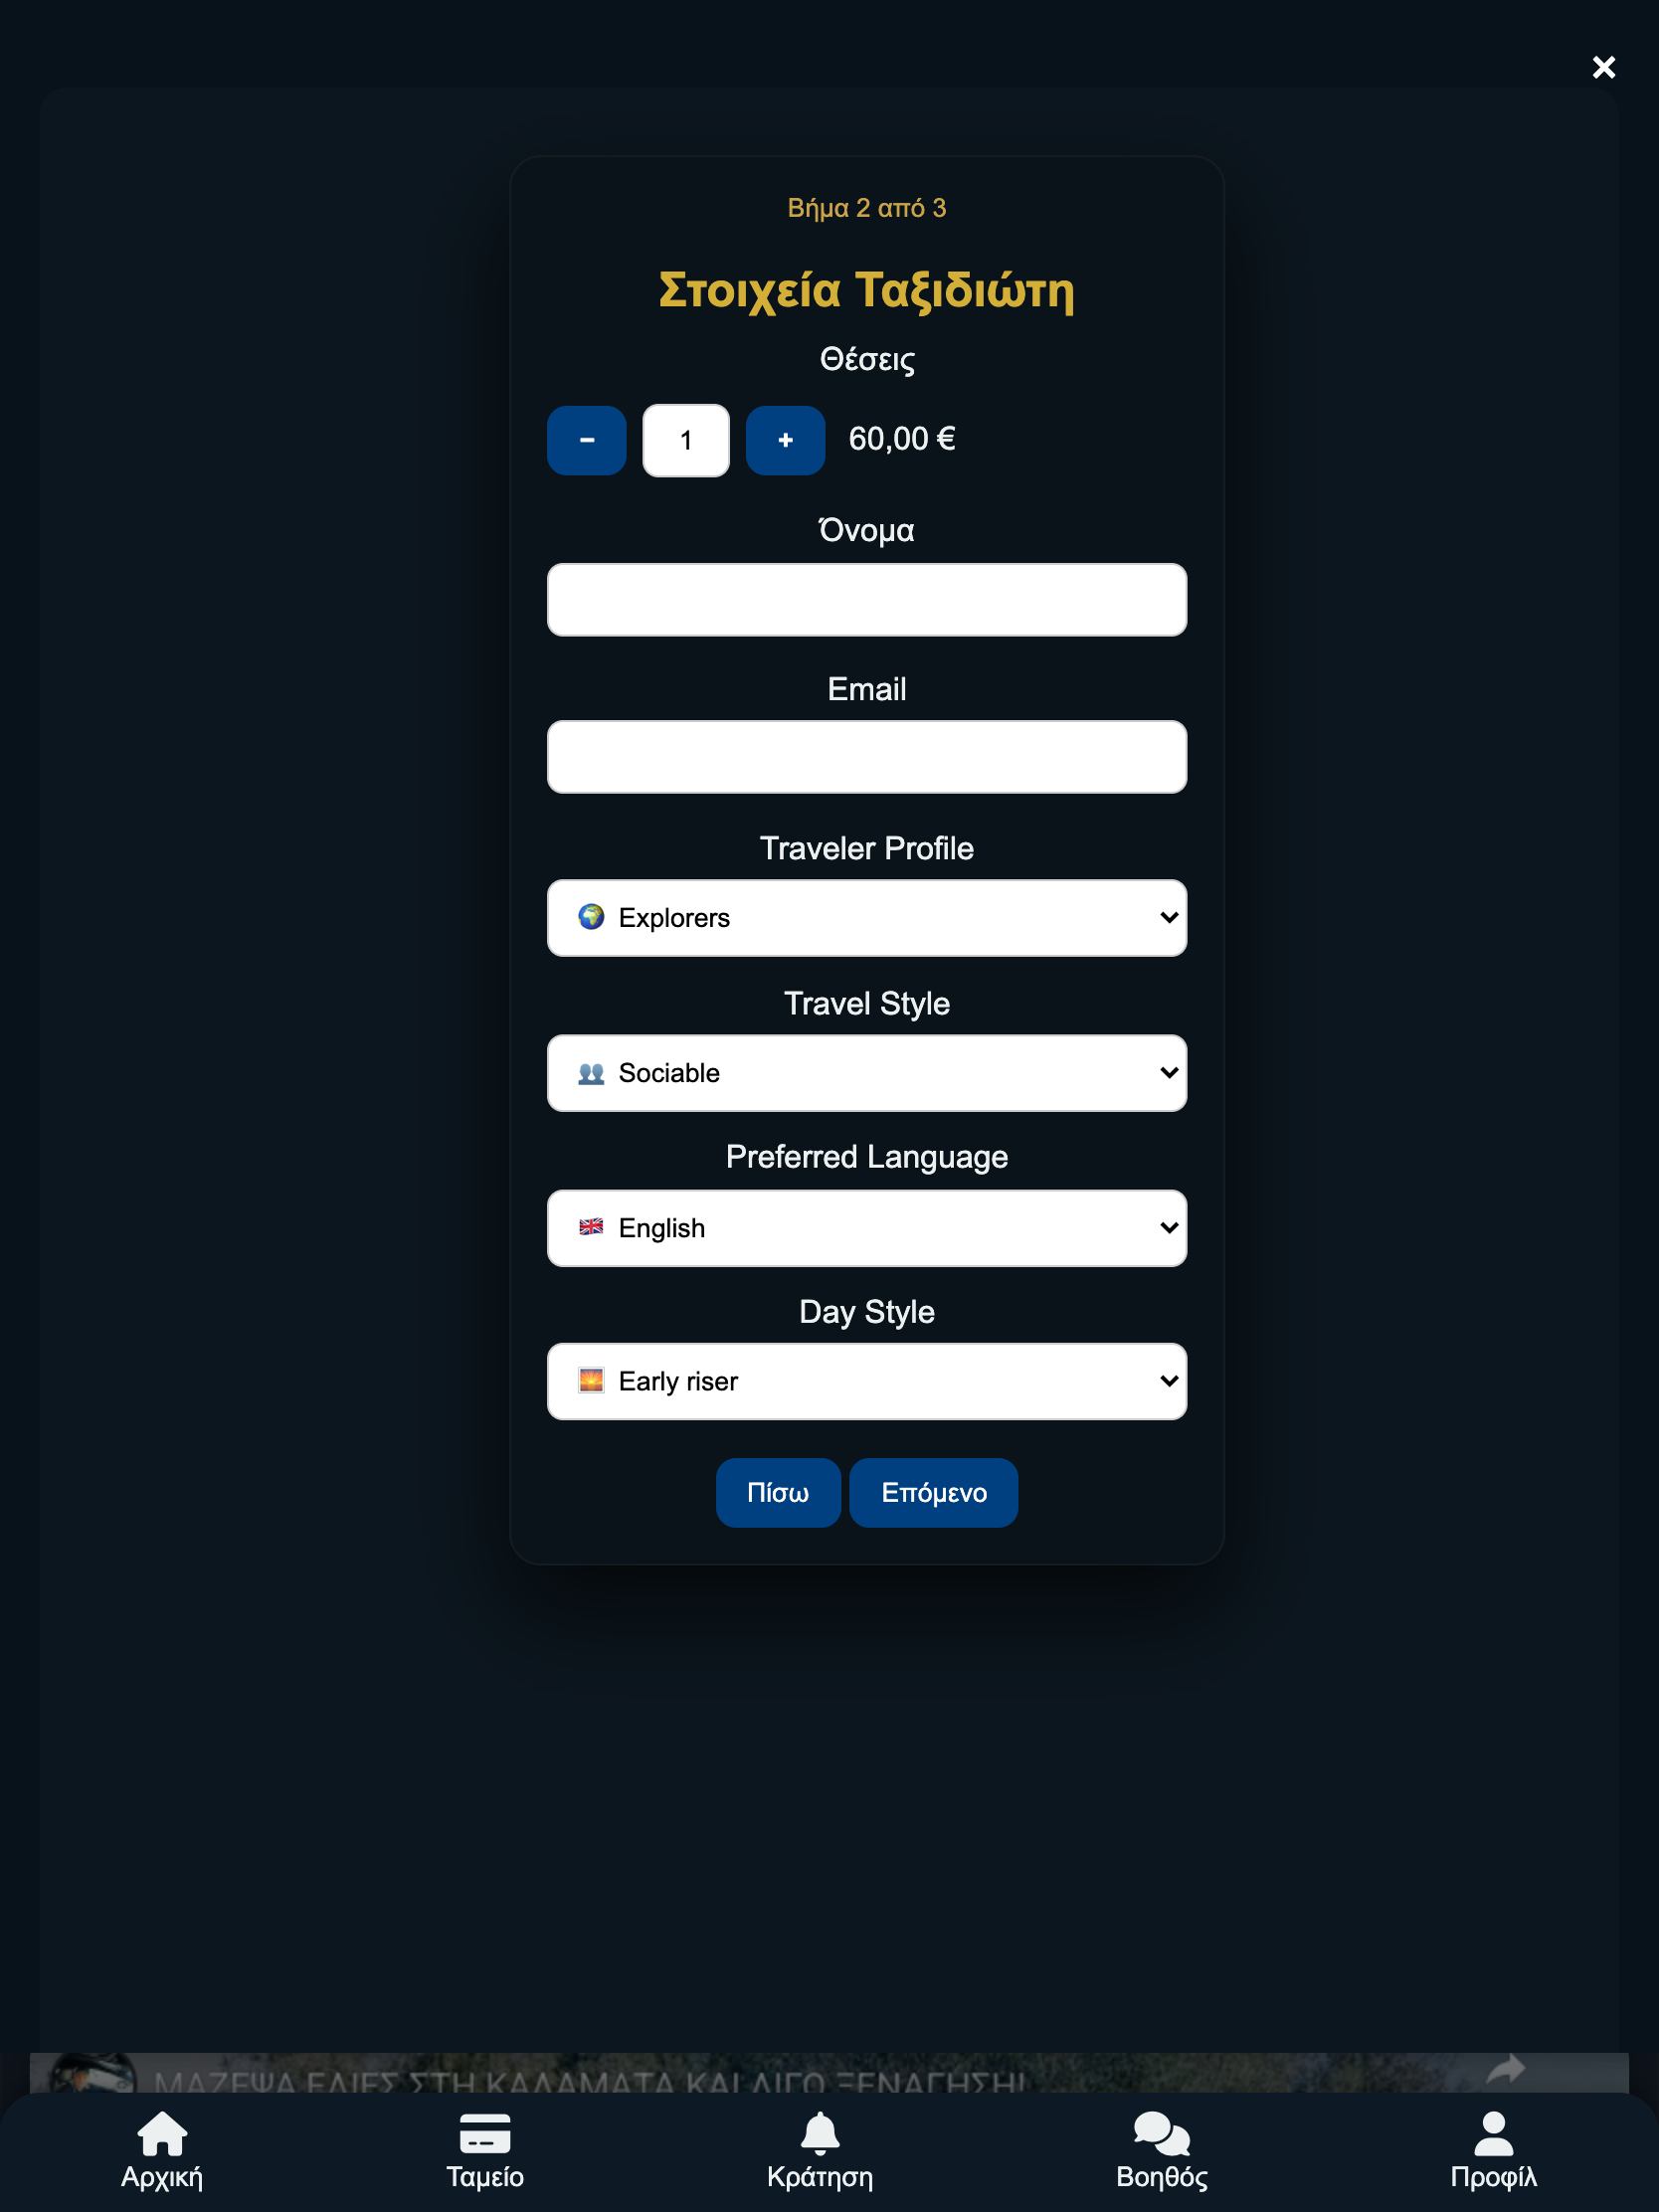 Βήμα 2 από 3
Στοιχεία Ταξιδιώτη
Θέσεις
− 1 + 60,00 €
Όνομα
Email
Traveler Profile
🌍 Explorers
Travel Style
👥 Sociable
Preferred Language
🇬🇧 English
Day Style
🌅 Early riser
Πίσω Επόμενο
ΜΑΖΕΨΑ ΕΛΙΕΣ ΣΤΗ ΚΑΛΑΜΑΤΑ ΚΑΙ ΛΙΓΟ ΞΕΝΑΓΗΣΗ!
Αρχική Ταμείο Κράτηση Βοηθός Προφίλ